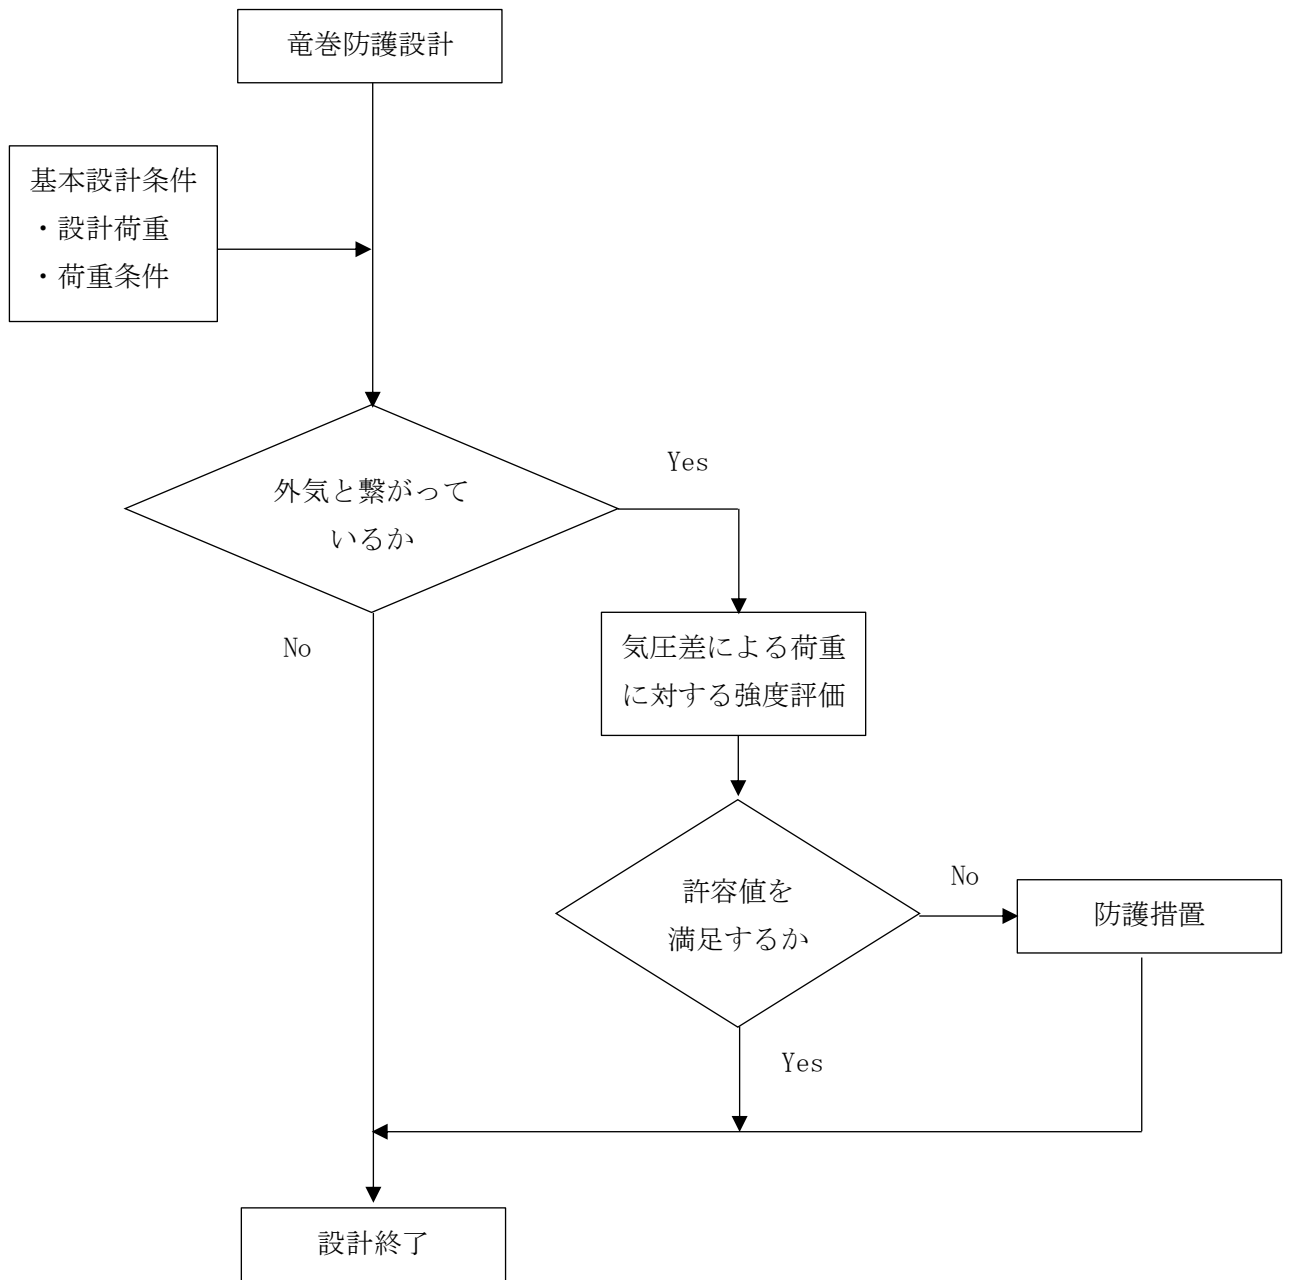 竜巻防護設計
基本設計条件
・設計荷重
・荷重条件
外気と繋がって
いるか
Yes
No
気圧差による荷重
に対する強度評価
許容値を
満足するか
No
防護措置
Yes
設計終了